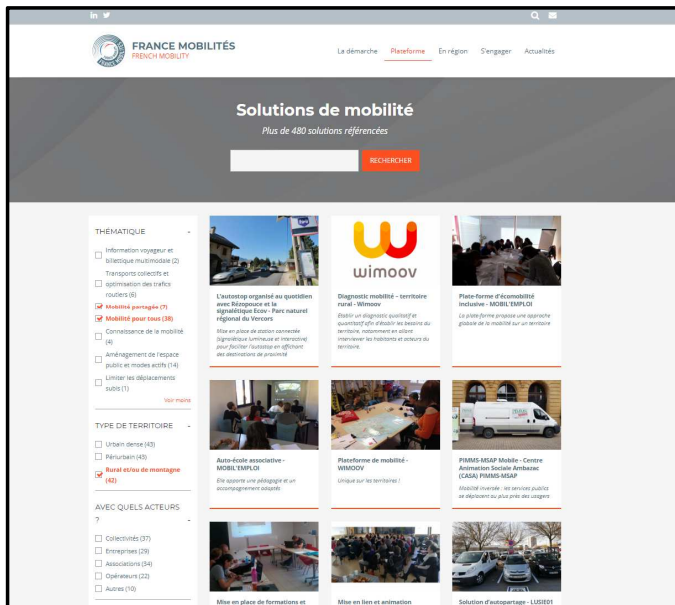 FRANCE MOBILITÉS
FRENCH MOBILITY
La démarche Plateforme En région S'engager Actualités
Solutions de mobilité
Plus de 480 solutions référencées
RECHERCHER
THÉMATIQUE -
Information voyageur et
billettique multimodale (2)
Transports collectifs et
optimisation des trafics
routiers (6)
Mobilité partagée (7)
Mobilité pour tous (38)
Connaissance de la mobilité
(4)
Aménagement de l'espace
public et modes actifs (14)
Limiter les déplacements
subis (1)
Voir moins
TYPE DE TERRITOIRE -
Urbain dense (43)
Périurbain (43)
Rural et/ou de montagne
(42)
AVEC QUELS ACTEURS
? -
Collectivités (37)
Entreprises (29)
Associations (34)
Opérateurs (22)
Autres (10)
L'autostop organisé au quotidien
avec Rézopouce et la
signalétique Ecov - Parc naturel
régional du Vercors
Mise en place de station connectée
(signalétique lumineuse et interactive)
pour faciliter l'autostop en affichant
des destinations de proximité
wimoov
Diagnostic mobilité - territoire
rural - Wimoov
Etablir un diagnostic qualitatif et
quantitatif afin d'établir les besoins du
territoire, notamment en allant
interviewer les habitants et acteurs du
territoire.
Plate-forme d'écomobilité
inclusive - MOBIL'EMPLOI
La plate-forme propose une approche
globale de la mobilité sur un territoire
Auto-école associative -
MOBIL'EMPLOI
Elle apporte une pédagogie et un
accompagnement adaptés
Plateforme de mobilité -
WIMOOV
Unique sur les territoires !
PIMMS-MSAP Mobile - Centre
Animation Sociale Ambazac
(CASA) PIMMS-MSAP
Mobilité inversée : les services publics
se déplacent au plus près des usagers
Mise en place de formations et
Mise en lien et animation
Solution d'autopartage - LUSIE01